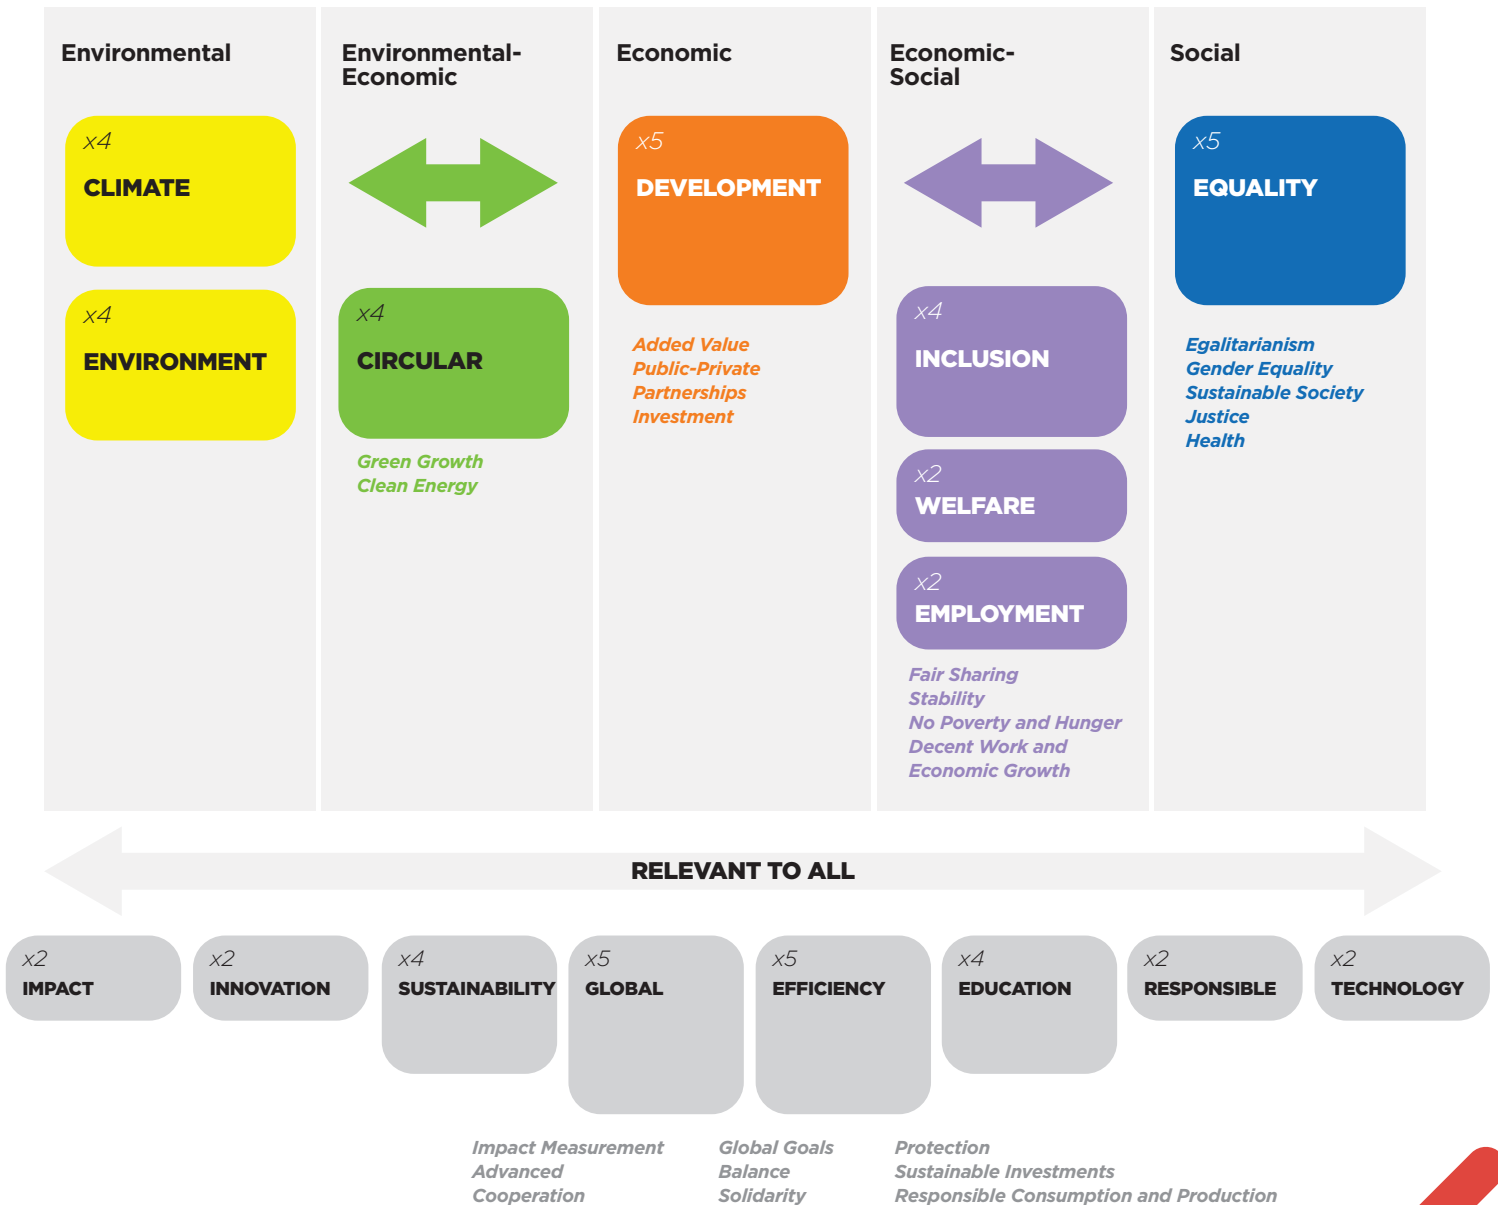 Environmental
x4
CLIMATE
x4
ENVIRONMENT
Environmental-
Economic
x4
CIRCULAR
Green Growth
Clean Energy
Economic
x5
DEVELOPMENT
Added Value
Public-Private
Partnerships
Investment
Economic-
Social
x4
INCLUSION
x2
WELFARE
x2
EMPLOYMENT
Fair Sharing
Stability
No Poverty and Hunger
Decent Work and
Economic Growth
Social
x5
EQUALITY
Egalitarianism
Gender Equality
Sustainable Society
Justice
Health
RELEVANT TO ALL
x2
IMPACT
x2
INNOVATION
x4
SUSTAINABILITY
x5
GLOBAL
x5
EFFICIENCY
x4
EDUCATION
x2
RESPONSIBLE
x2
TECHNOLOGY
Impact Measurement
Advanced
Cooperation
Global Goals
Balance
Solidarity
Protection
Sustainable Investments
Responsible Consumption and Production